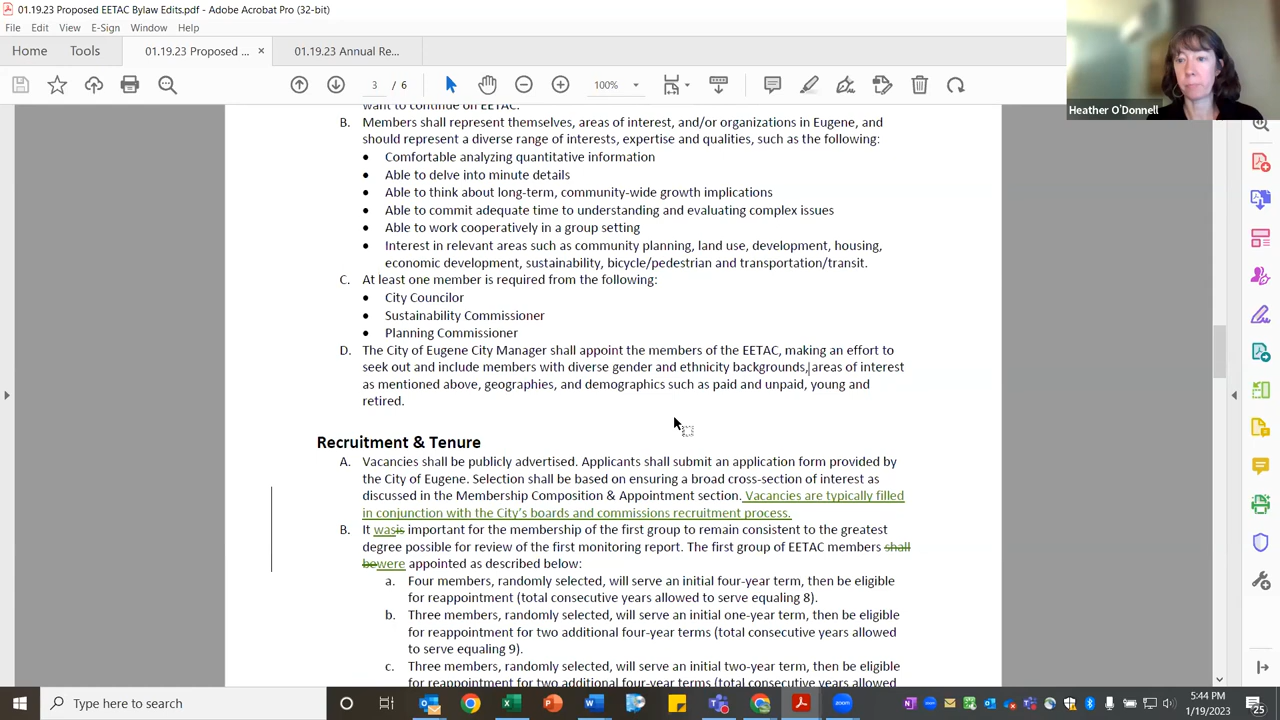 01.19.23 Proposed EETAC Bylaw Edits.pdf - Adobe Acrobat Pro (32-bit)
File Edit View E-Sign Window Help
Home Tools 01.19.23 Proposed ... × 01.19.23 Annual Re...
3 / 6 100%
Heather O'Donnell
want to continue on EETAC.
B. Members shall represent themselves, areas of interest, and/or organizations in Eugene, and
should represent a diverse range of interests, expertise and qualities, such as the following:
• Comfortable analyzing quantitative information
• Able to delve into minute details
• Able to think about long-term, community-wide growth implications
• Able to commit adequate time to understanding and evaluating complex issues
• Able to work cooperatively in a group setting
• Interest in relevant areas such as community planning, land use, development, housing,
economic development, sustainability, bicycle/pedestrian and transportation/transit.
C. At least one member is required from the following:
• City Councilor
• Sustainability Commissioner
• Planning Commissioner
D. The City of Eugene City Manager shall appoint the members of the EETAC, making an effort to
seek out and include members with diverse gender and ethnicity backgrounds, areas of interest
as mentioned above, geographies, and demographics such as paid and unpaid, young and
retired.
Recruitment & Tenure
A. Vacancies shall be publicly advertised. Applicants shall submit an application form provided by
the City of Eugene. Selection shall be based on ensuring a broad cross-section of interest as
discussed in the Membership Composition & Appointment section. Vacancies are typically filled
in conjunction with the City's boards and commissions recruitment process.
B. It wasis important for the membership of the first group to remain consistent to the greatest
degree possible for review of the first monitoring report. The first group of EETAC members shall
bewere appointed as described below:
a. Four members, randomly selected, will serve an initial four-year term, then be eligible
for reappointment (total consecutive years allowed to serve equaling 8).
b. Three members, randomly selected, will serve an initial one-year term, then be eligible
for reappointment for two additional four-year terms (total consecutive years allowed
to serve equaling 9).
c. Three members, randomly selected, will serve an initial two-year term, then be eligible
for reappointment for two additional four-year terms (total consecutive years allowed
Type here to search
5:44 PM
1/19/2023
25